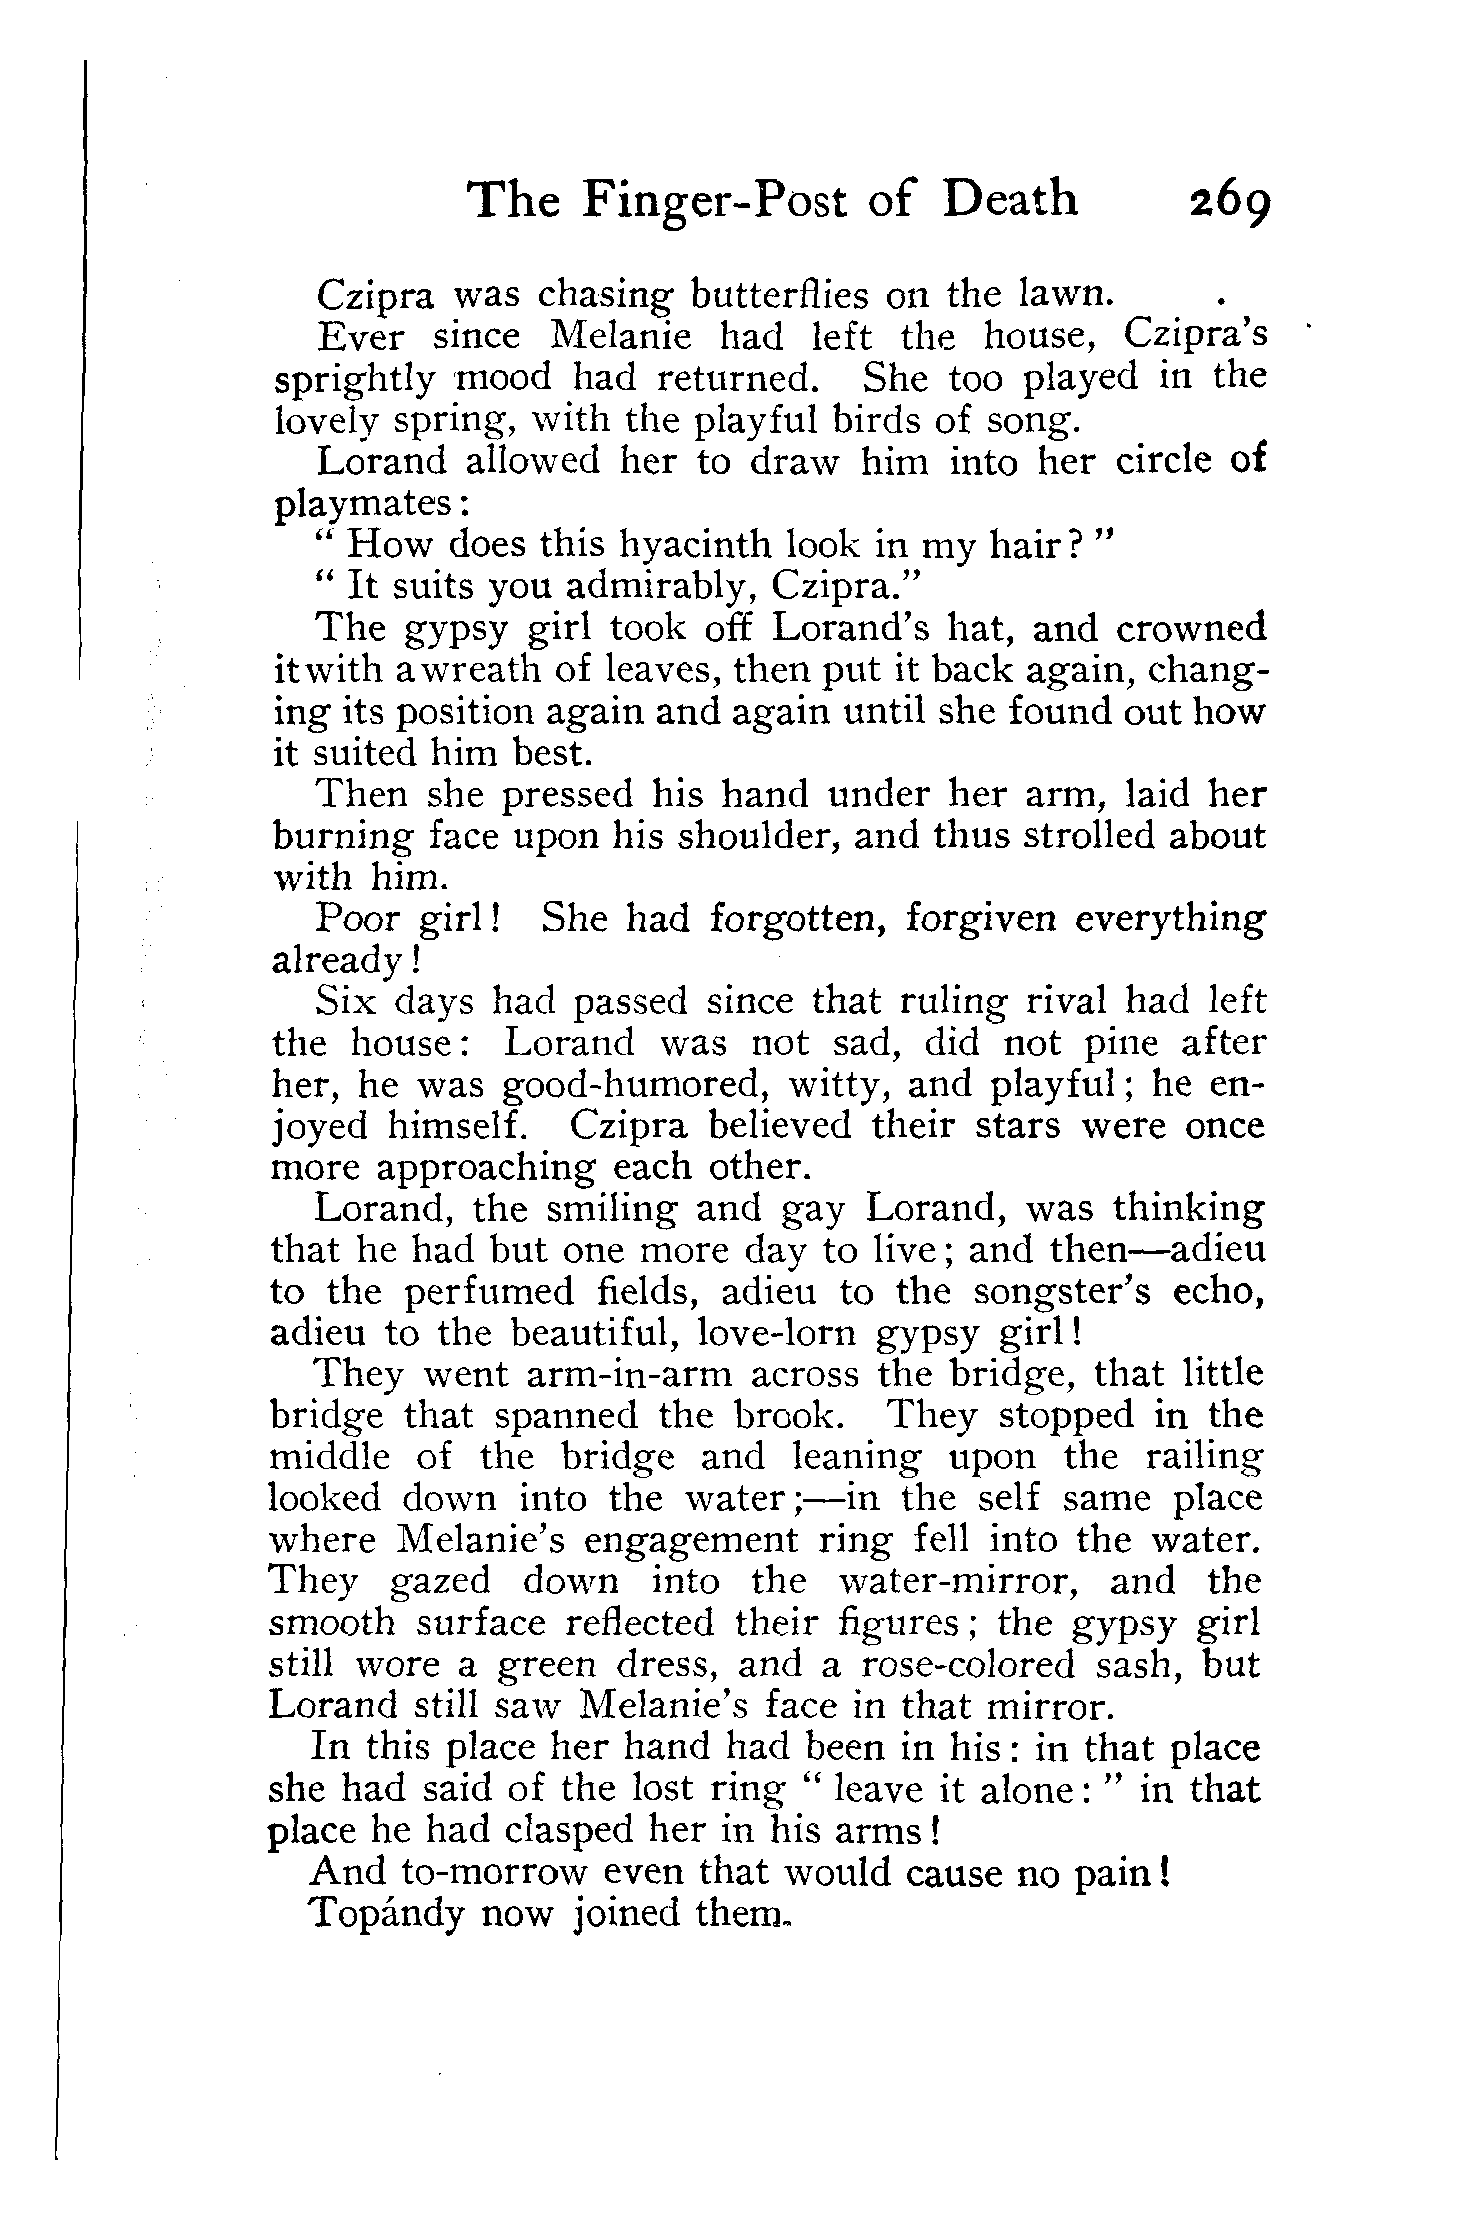 The Finger-Post of Death 269
Czipra was chasing butterflies on the lawn.
Ever since Melanie had left the house, Czipra's
sprightly mood had returned. She too played in the
lovely spring, with the playful birds of song.
Lorand allowed her to draw him into her circle of
playmates:
" How does this hyacinth look in my hair? "
" It suits you admirably, Czipra."
The gypsy girl took off Lorand's hat, and crowned
it with a wreath of leaves, then put it back again, chang-
ing its position again and again until she found out how
it suited him best.
Then she pressed his hand under her arm, laid her
burning face upon his shoulder, and thus strolled about
with him.
Poor girl! She had forgotten, forgiven everything
already!
Six days had passed since that ruling rival had left
the house: Lorand was not sad, did not pine after
her, he was good-humored, witty, and playful; he en-
joyed himself. Czipra believed their stars were once
more approaching each other.
Lorand, the smiling and gay Lorand, was thinking
that he had but one more day to live; and then—adieu
to the perfumed fields, adieu to the songster's echo,
adieu to the beautiful, love-lorn gypsy girl!
They went arm-in-arm across the bridge, that little
bridge that spanned the brook. They stopped in the
middle of the bridge and leaning upon the railing
looked down into the water;—in the self same place
where Melanie's engagement ring fell into the water.
They gazed down into the water-mirror, and the
smooth surface reflected their figures; the gypsy girl
still wore a green dress, and a rose-colored sash, but
Lorand still saw Melanie's face in that mirror.
In this place her hand had been in his: in that place
she had said of the lost ring " leave it alone: " in that
place he had clasped her in his arms!
And to-morrow even that would cause no pain!
Topándy now joined them.